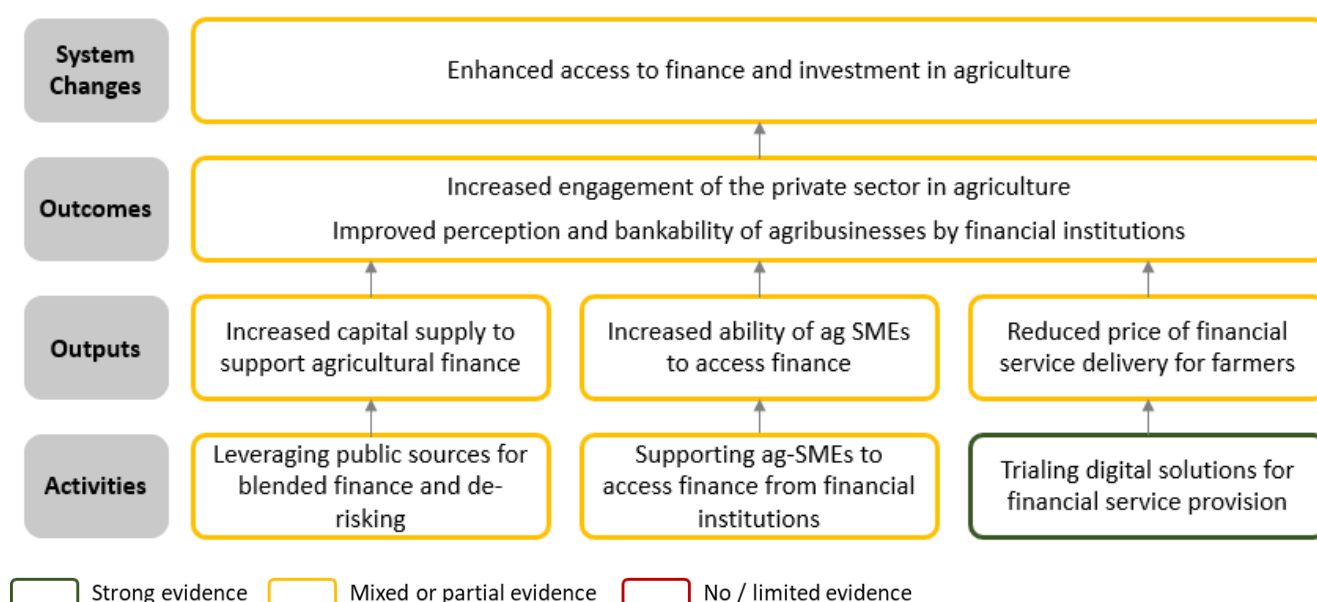 System
Changes
Enhanced access to finance and investment in agriculture
Outcomes
Increased engagement of the private sector in agriculture
Improved perception and bankability of agribusinesses by financial institutions
Outputs
Increased capital supply to
support agricultural finance
Increased ability of ag SMEs
to access finance
Reduced price of financial
service delivery for farmers
Activities
Leveraging public sources for
blended finance and de-
risking
Supporting ag-SMEs to
access finance from financial
institutions
Trialing digital solutions for
financial service provision
Strong evidence
Mixed or partial evidence
No / limited evidence